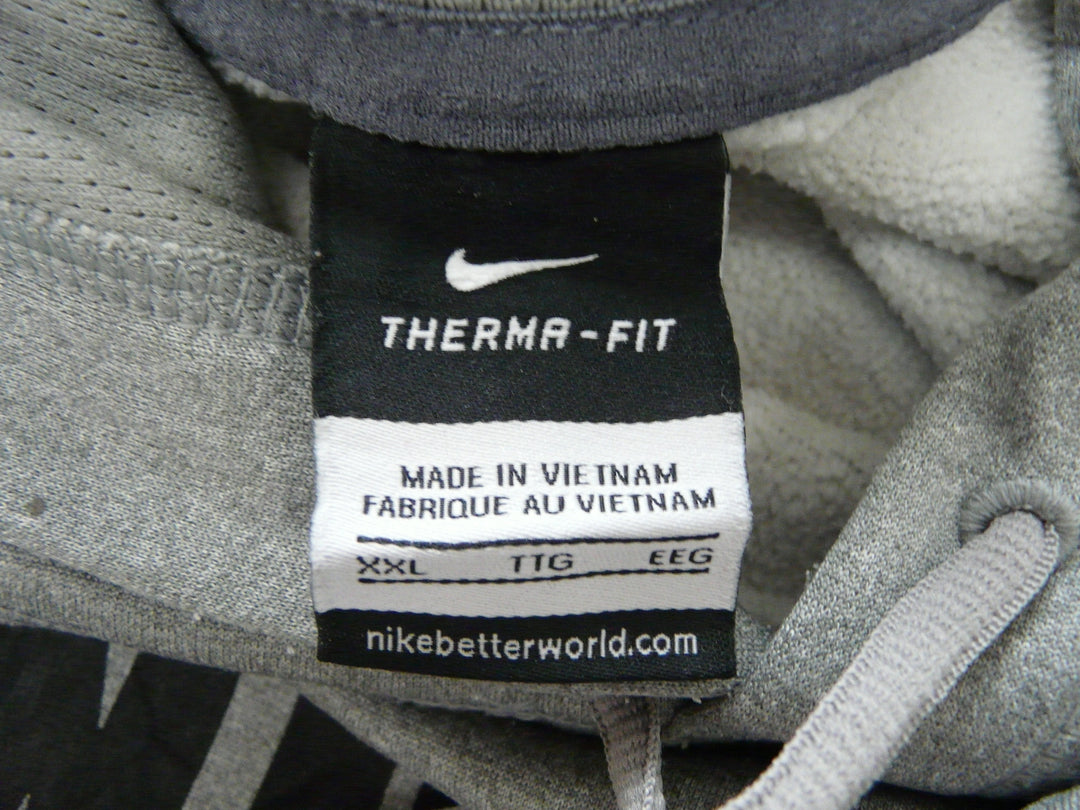 THERMA-FIT
MADE IN VIETNAM
FABRIQUE AU VIETNAM
XXL TTG EEG
nikebetterworld.com